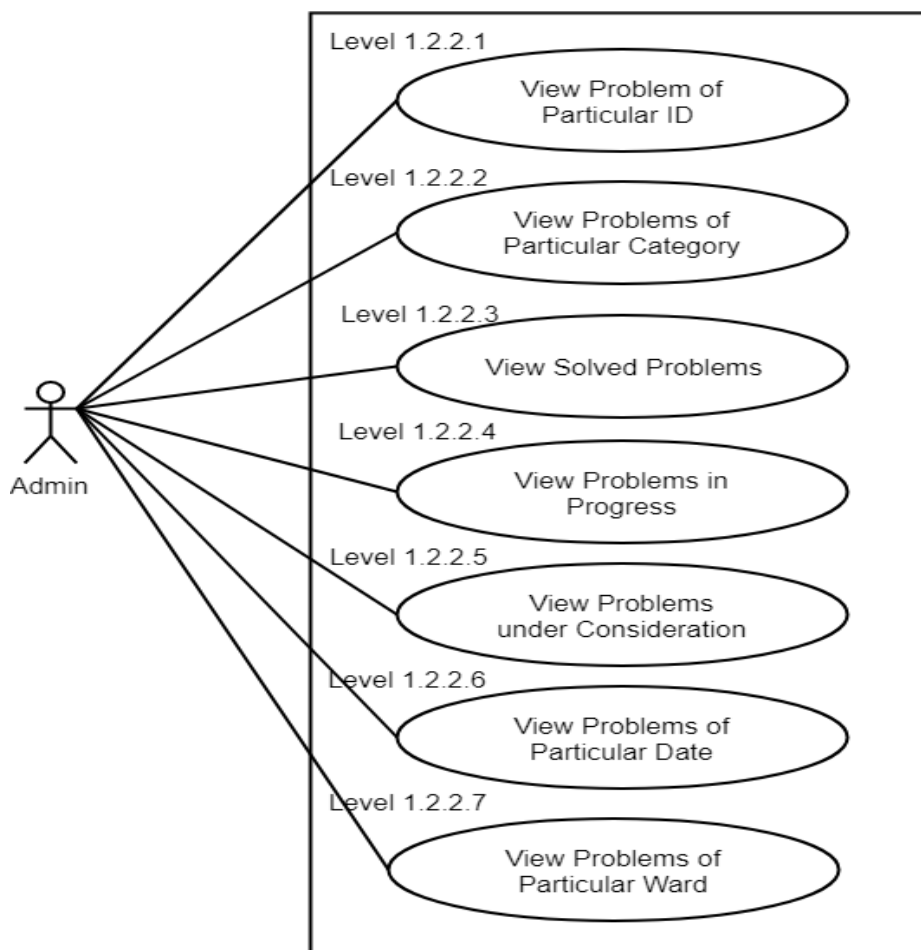 Level 1.2.2.1
View Problem of
Particular ID
Level 1.2.2.2
View Problems of
Particular Category
Level 1.2.2.3
View Solved Problems
Level 1.2.2.4
View Problems in
Progress
Admin
Level 1.2.2.5
View Problems
under Consideration
Level 1.2.2.6
View Problems of
Particular Date
Level 1.2.2.7
View Problems of
Particular Ward